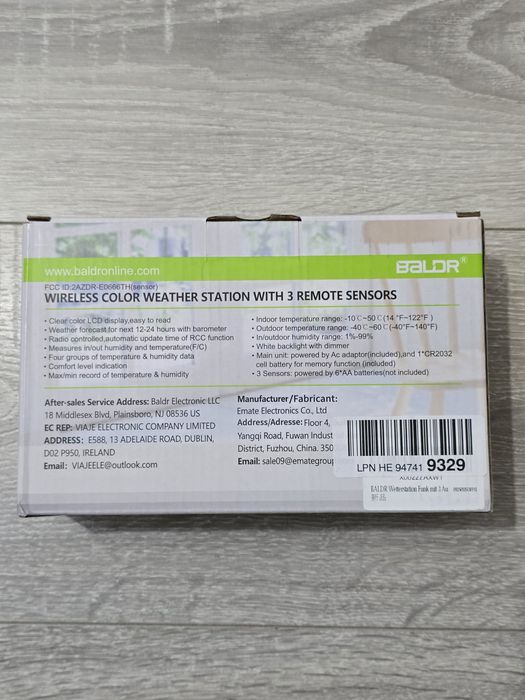 www.baldronline.com
BALDR®
FCC ID:2AZDR-E0666TH(sensor)
WIRELESS COLOR WEATHER STATION WITH 3 REMOTE SENSORS
• Clear color LCD display,easy to read
• Weather forecast for next 12-24 hours with barometer
• Radio controlled,automatic update time of RCC function
• Measures in/out humidity and temperature(F/C)
• Four groups of temperature & humidity data
• Comfort level indication
• Max/min record of temperature & humidity
• Indoor temperature range: -10℃~50℃(14 °F~122°F )
• Outdoor temperature range: -40℃~60℃(-40°F~140°F)
• In/outdoor humidity range: 1%-99%
• White backlight with dimmer
• Main unit: powered by Ac adaptor(included),and 1*CR2032
cell battery for memory function (included)
• 3 Sensors: powered by 6*AA batteries(not included)
After-sales Service Address: Baldr Electronic LLC
18 Middlesex Blvd, Plainsboro, NJ 08536 US
EC REP: VIAJE ELECTRONIC COMPANY LIMITED
ADDRESS: E588, 13 ADELAIDE ROAD, DUBLIN,
D02 P950, IRELAND
Email: VIAJEELE@outlook.com
Manufacturer/Fabricant:
Emate Electronics Co., Ltd
Address/Adresse: Floor 4,
Yangqi Road, Fuwan Indust
District, Fuzhou, China. 350
Email: sale09@emategroup
LPN HE 94741 9329
BALDR Wetterstation Funk mit 3 Au